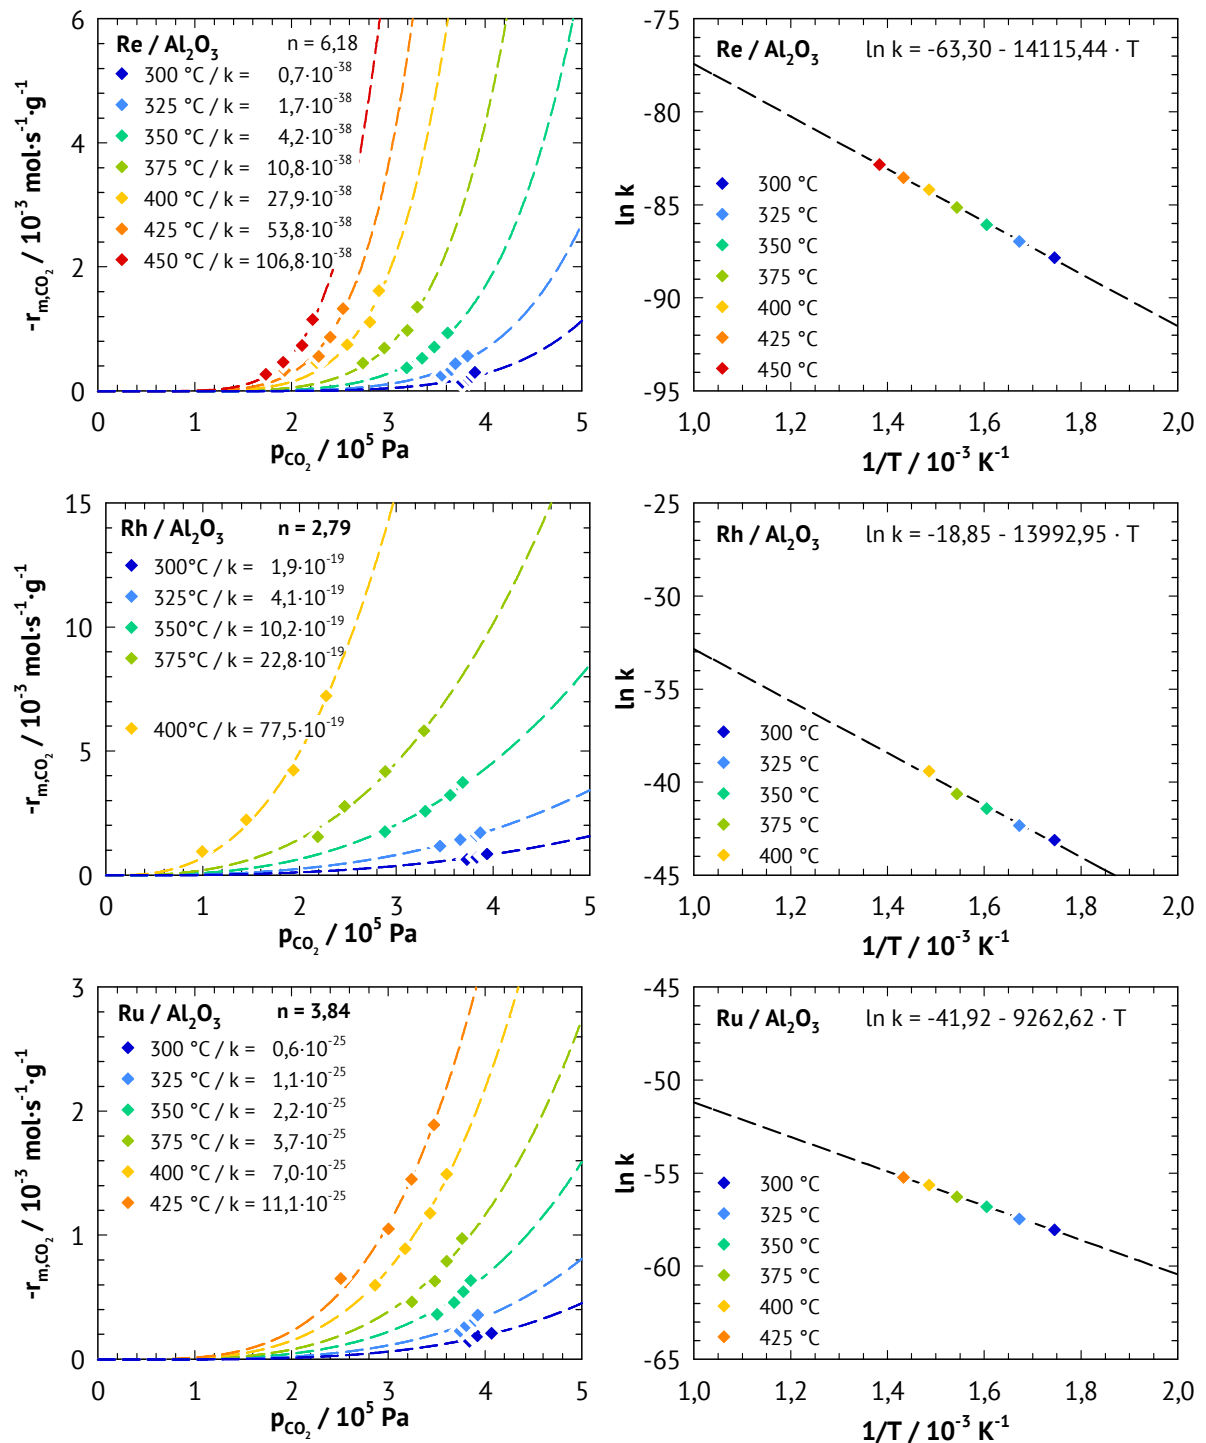 Re / Al₂O₃ n = 6,18
300 °C / k = 0,7·10⁻³⁸
325 °C / k = 1,7·10⁻³⁸
350 °C / k = 4,2·10⁻³⁸
375 °C / k = 10,8·10⁻³⁸
400 °C / k = 27,9·10⁻³⁸
425 °C / k = 53,8·10⁻³⁸
450 °C / k = 106,8·10⁻³⁸
6
4
2
0
-r_m,CO₂ / 10⁻³ mol·s⁻¹·g⁻¹
0 1 2 3 4 5
p_CO₂ / 10⁵ Pa
Re / Al₂O₃ ln k = -63,30 - 14115,44 · T
300 °C
325 °C
350 °C
375 °C
400 °C
425 °C
450 °C
-75
-80
-85
-90
-95
ln k
1,0 1,2 1,4 1,6 1,8 2,0
1/T / 10⁻³ K⁻¹
Rh / Al₂O₃ n = 2,79
300°C / k = 1,9·10⁻¹⁹
325°C / k = 4,1·10⁻¹⁹
350°C / k = 10,2·10⁻¹⁹
375°C / k = 22,8·10⁻¹⁹
400°C / k = 77,5·10⁻¹⁹
15
10
5
0
-r_m,CO₂ / 10⁻³ mol·s⁻¹·g⁻¹
0 1 2 3 4 5
p_CO₂ / 10⁵ Pa
Rh / Al₂O₃ ln k = -18,85 - 13992,95 · T
300 °C
325 °C
350 °C
375 °C
400 °C
-25
-30
-35
-40
-45
ln k
1,0 1,2 1,4 1,6 1,8 2,0
1/T / 10⁻³ K⁻¹
Ru / Al₂O₃ n = 3,84
300 °C / k = 0,6·10⁻²⁵
325 °C / k = 1,1·10⁻²⁵
350 °C / k = 2,2·10⁻²⁵
375 °C / k = 3,7·10⁻²⁵
400 °C / k = 7,0·10⁻²⁵
425 °C / k = 11,1·10⁻²⁵
3
2
1
0
-r_m,CO₂ / 10⁻³ mol·s⁻¹·g⁻¹
0 1 2 3 4 5
p_CO₂ / 10⁵ Pa
Ru / Al₂O₃ ln k = -41,92 - 9262,62 · T
300 °C
325 °C
350 °C
375 °C
400 °C
425 °C
-45
-50
-55
-60
-65
ln k
1,0 1,2 1,4 1,6 1,8 2,0
1/T / 10⁻³ K⁻¹